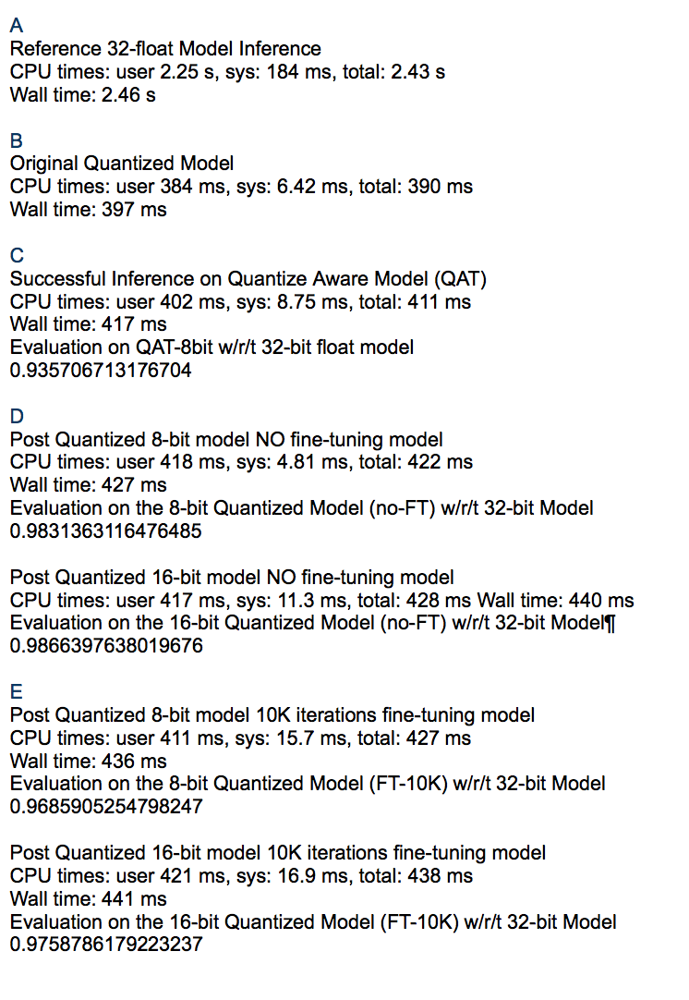 A
Reference 32-float Model Inference
CPU times: user 2.25 s, sys: 184 ms, total: 2.43 s
Wall time: 2.46 s
B
Original Quantized Model
CPU times: user 384 ms, sys: 6.42 ms, total: 390 ms
Wall time: 397 ms
C
Successful Inference on Quantize Aware Model (QAT)
CPU times: user 402 ms, sys: 8.75 ms, total: 411 ms
Wall time: 417 ms
Evaluation on QAT-8bit w/r/t 32-bit float model
0.935706713176704
D
Post Quantized 8-bit model NO fine-tuning model
CPU times: user 418 ms, sys: 4.81 ms, total: 422 ms
Wall time: 427 ms
Evaluation on the 8-bit Quantized Model (no-FT) w/r/t 32-bit Model
0.9831363116476485
Post Quantized 16-bit model NO fine-tuning model
CPU times: user 417 ms, sys: 11.3 ms, total: 428 ms Wall time: 440 ms
Evaluation on the 16-bit Quantized Model (no-FT) w/r/t 32-bit Model¶
0.9866397638019676
E
Post Quantized 8-bit model 10K iterations fine-tuning model
CPU times: user 411 ms, sys: 15.7 ms, total: 427 ms
Wall time: 436 ms
Evaluation on the 8-bit Quantized Model (FT-10K) w/r/t 32-bit Model
0.9685905254798247
Post Quantized 16-bit model 10K iterations fine-tuning model
CPU times: user 421 ms, sys: 16.9 ms, total: 438 ms
Wall time: 441 ms
Evaluation on the 16-bit Quantized Model (FT-10K) w/r/t 32-bit Model
0.9758786179223237